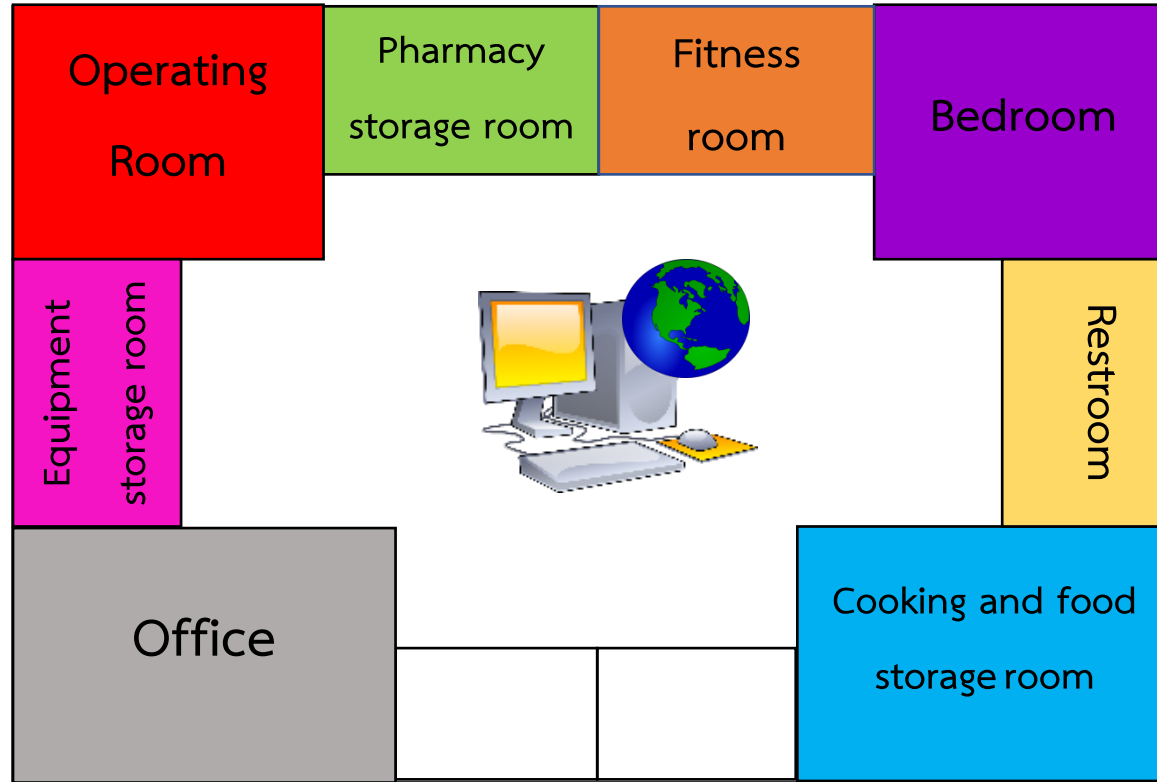 Operating
Room
Pharmacy
storage room
Fitness
room
Bedroom
Equipment
storage room
Restroom
Office
Cooking and food
storage room